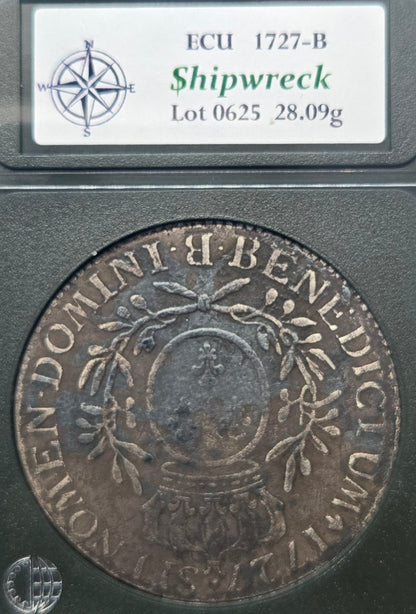 N
W E
S
ECU 1727-B
$hipwreck
Lot 0625 28.09g
SIT NOMEN · DOMINI · B · BENEDICTUM 1727